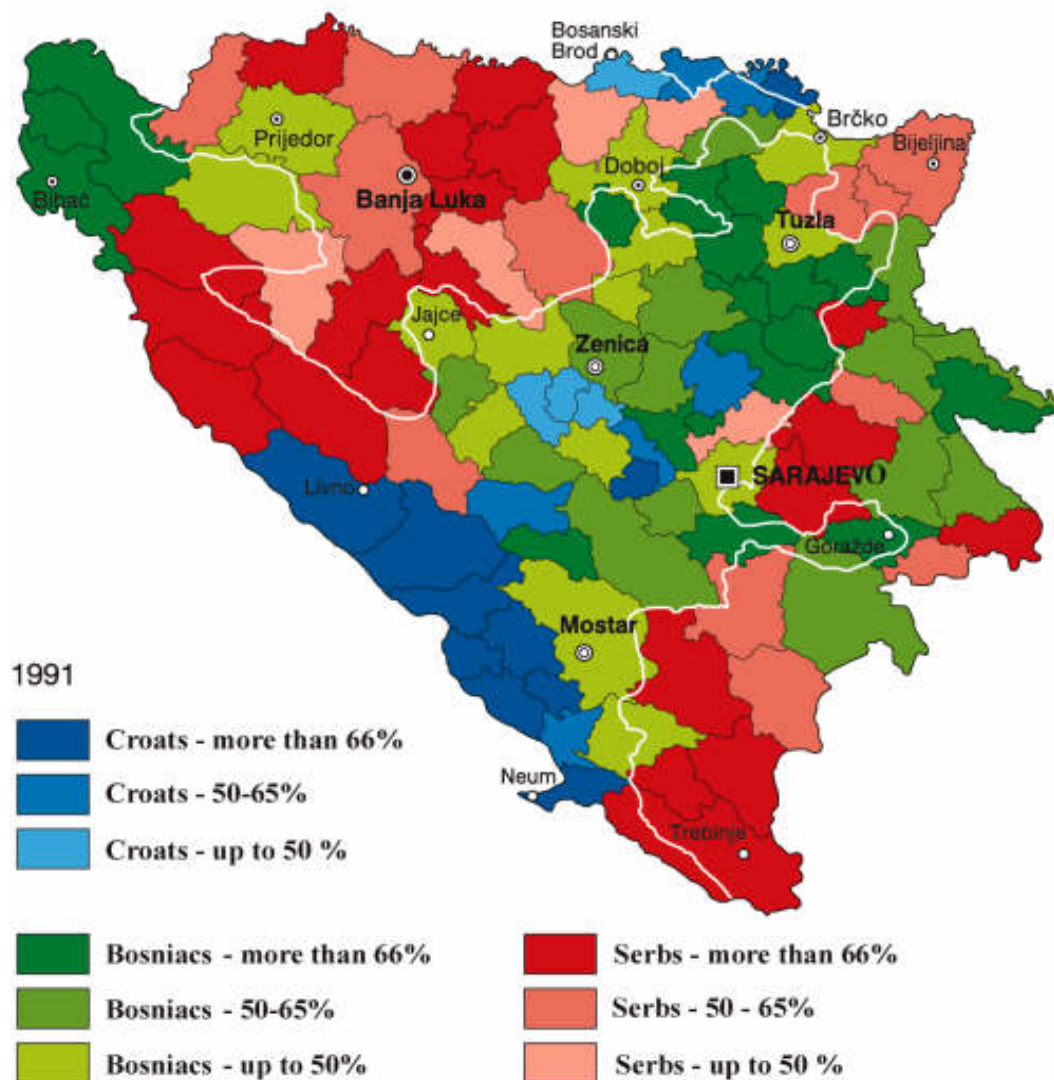 Bosanski
Brod
Brčko
Prijedor
Bijeljina
Doboj
Bihač
Banja Luka
Tuzla
Jajce
Zenica
Livno
SARAJEVO
Goražde
Mostar
1991
Croats - more than 66%
Neum
Croats - 50-65%
Trebinje
Croats - up to 50 %
Bosniacs - more than 66%
Serbs - more than 66%
Bosniacs - 50-65%
Serbs - 50 - 65%
Bosniacs - up to 50%
Serbs - up to 50 %